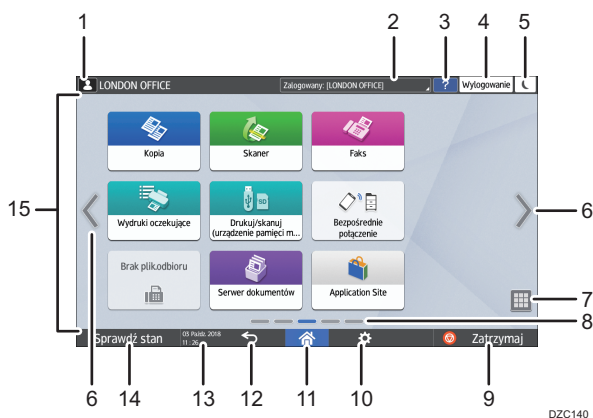 1
2
3
4
5
LONDON OFFICE
Zalogowany: [LONDON OFFICE]
?
Wylogowanie
Kopia
Skaner
Faks
15
6
SD
Wydruki oczekujące
Drukuj/skanuj
(urządzenie pamięci m...
Bezpośrednie
połączenie
Brak plik.odbioru
Serwer dokumentów
Application Site
7
8
Sprawdź stan
03 Paźdz. 2018
11 : 26
Zatrzymaj
6
14
13
12
11
10
9
DZC140